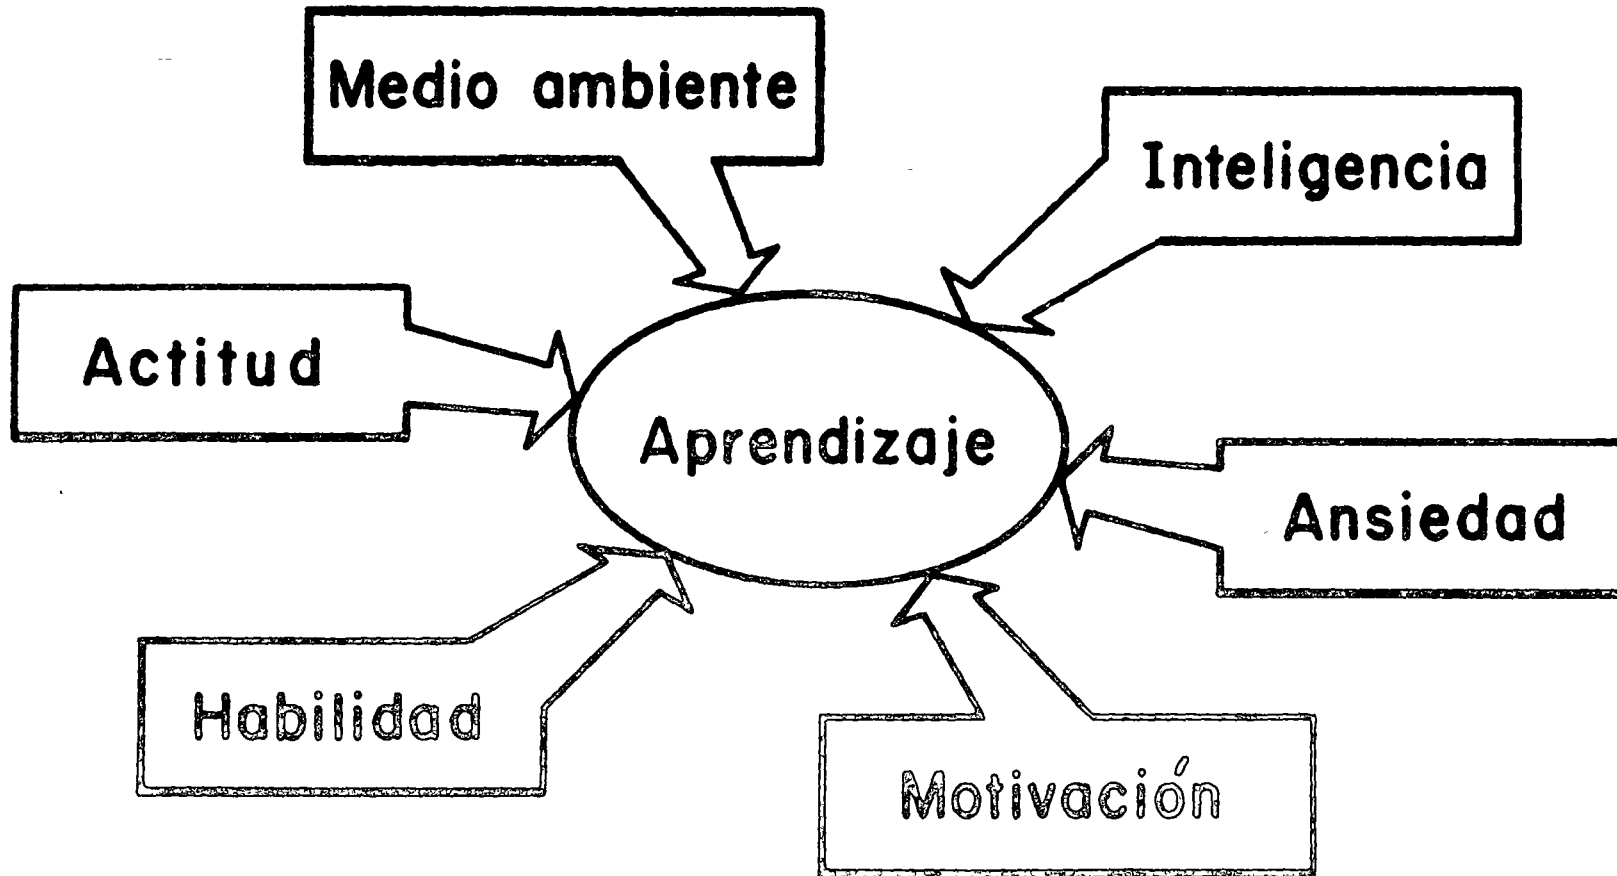 Medio ambiente
Inteligencia
Actitud
Aprendizaje
Ansiedad
Habilidad
Motivación